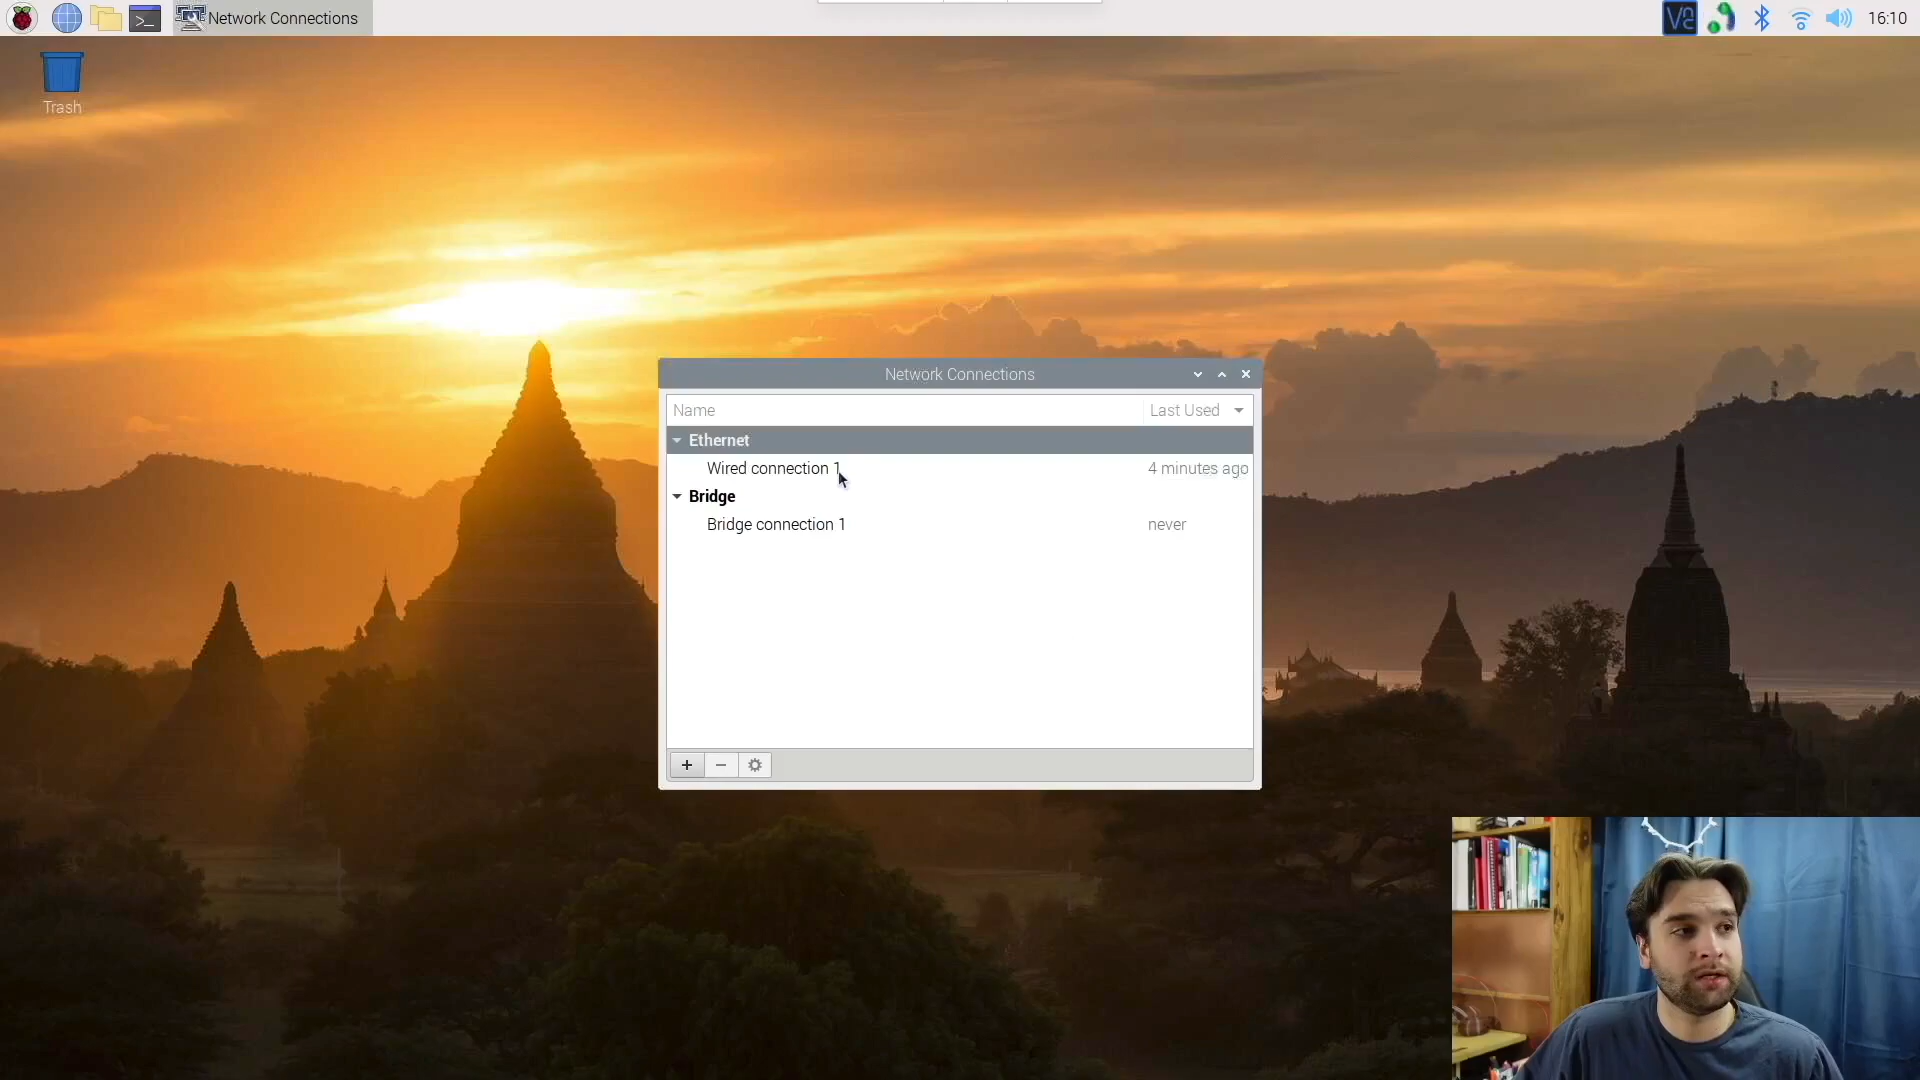 Network Connections
16:10
Trash
Network Connections
Name
Last Used
Ethernet
Wired connection 1
4 minutes ago
Bridge
Bridge connection 1
never